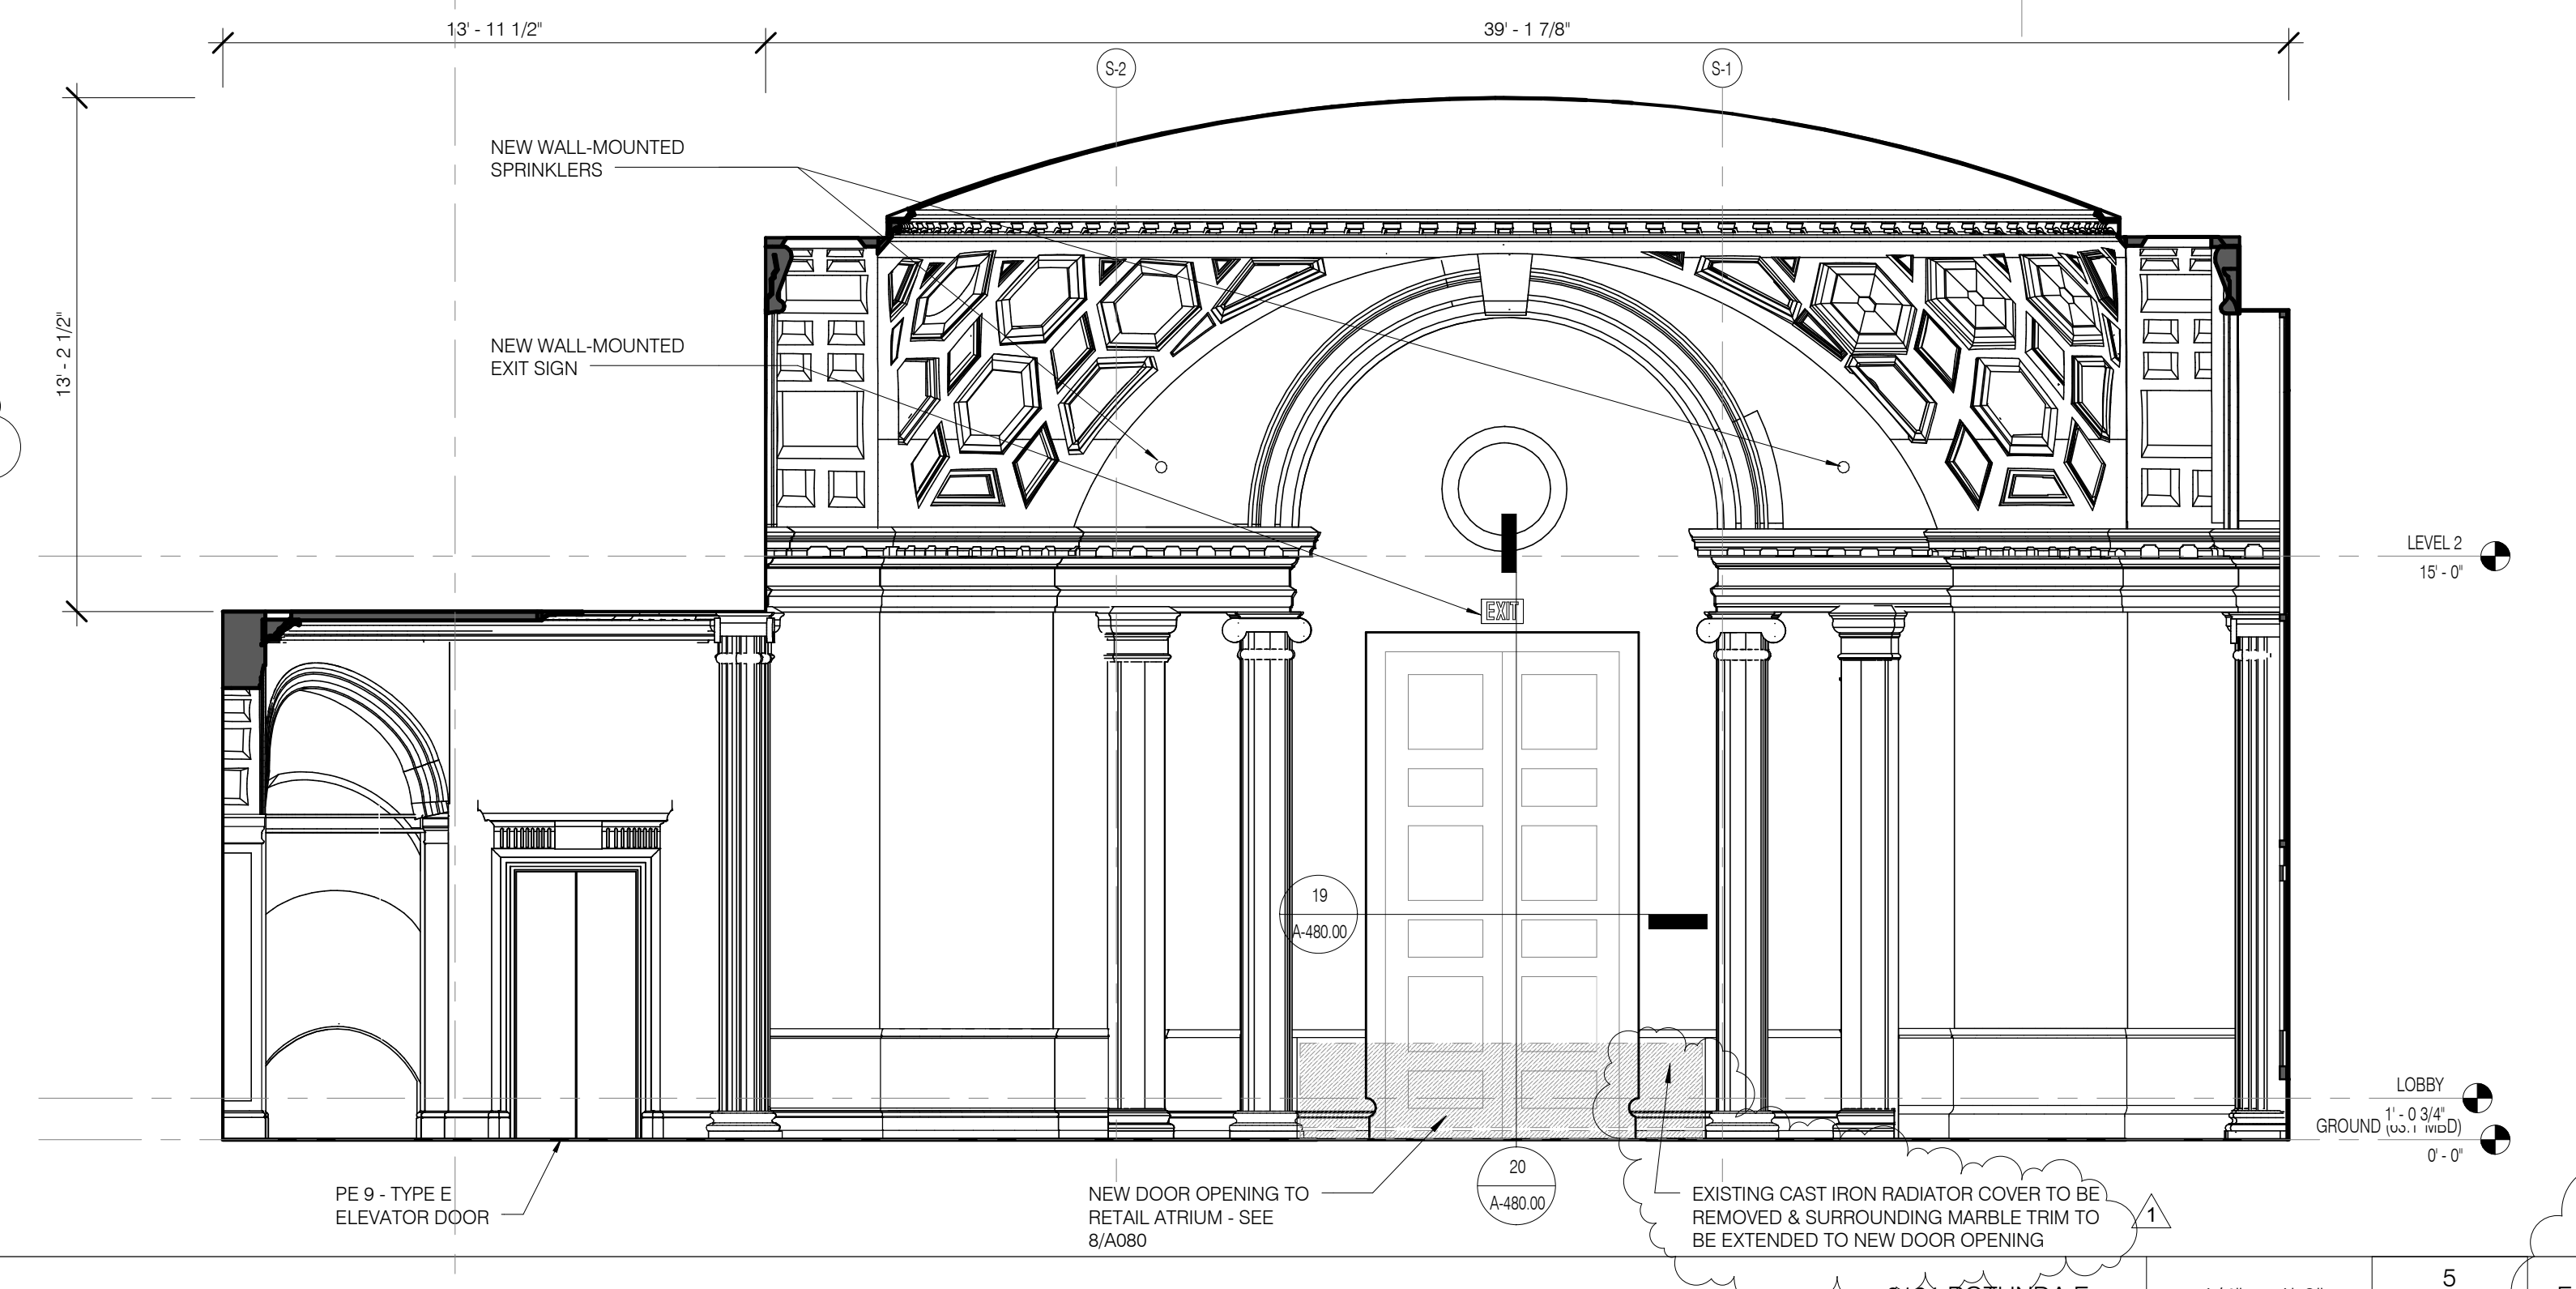 13' - 11 1/2"
39' - 1 7/8"
S-2
S-1
13' - 2 1/2"
NEW WALL-MOUNTED
SPRINKLERS
NEW WALL-MOUNTED
EXIT SIGN
LEVEL 2
15' - 0"
EXIT
19
A-480.00
LOBBY
1' - 0 3/4"
GROUND
0' - 0"
20
A-480.00
PE 9 - TYPE E
ELEVATOR DOOR
NEW DOOR OPENING TO
RETAIL ATRIUM - SEE
8/A080
EXISTING CAST IRON RADIATOR COVER TO BE
REMOVED & SURROUNDING MARBLE TRIM TO
BE EXTENDED TO NEW DOOR OPENING
1
5